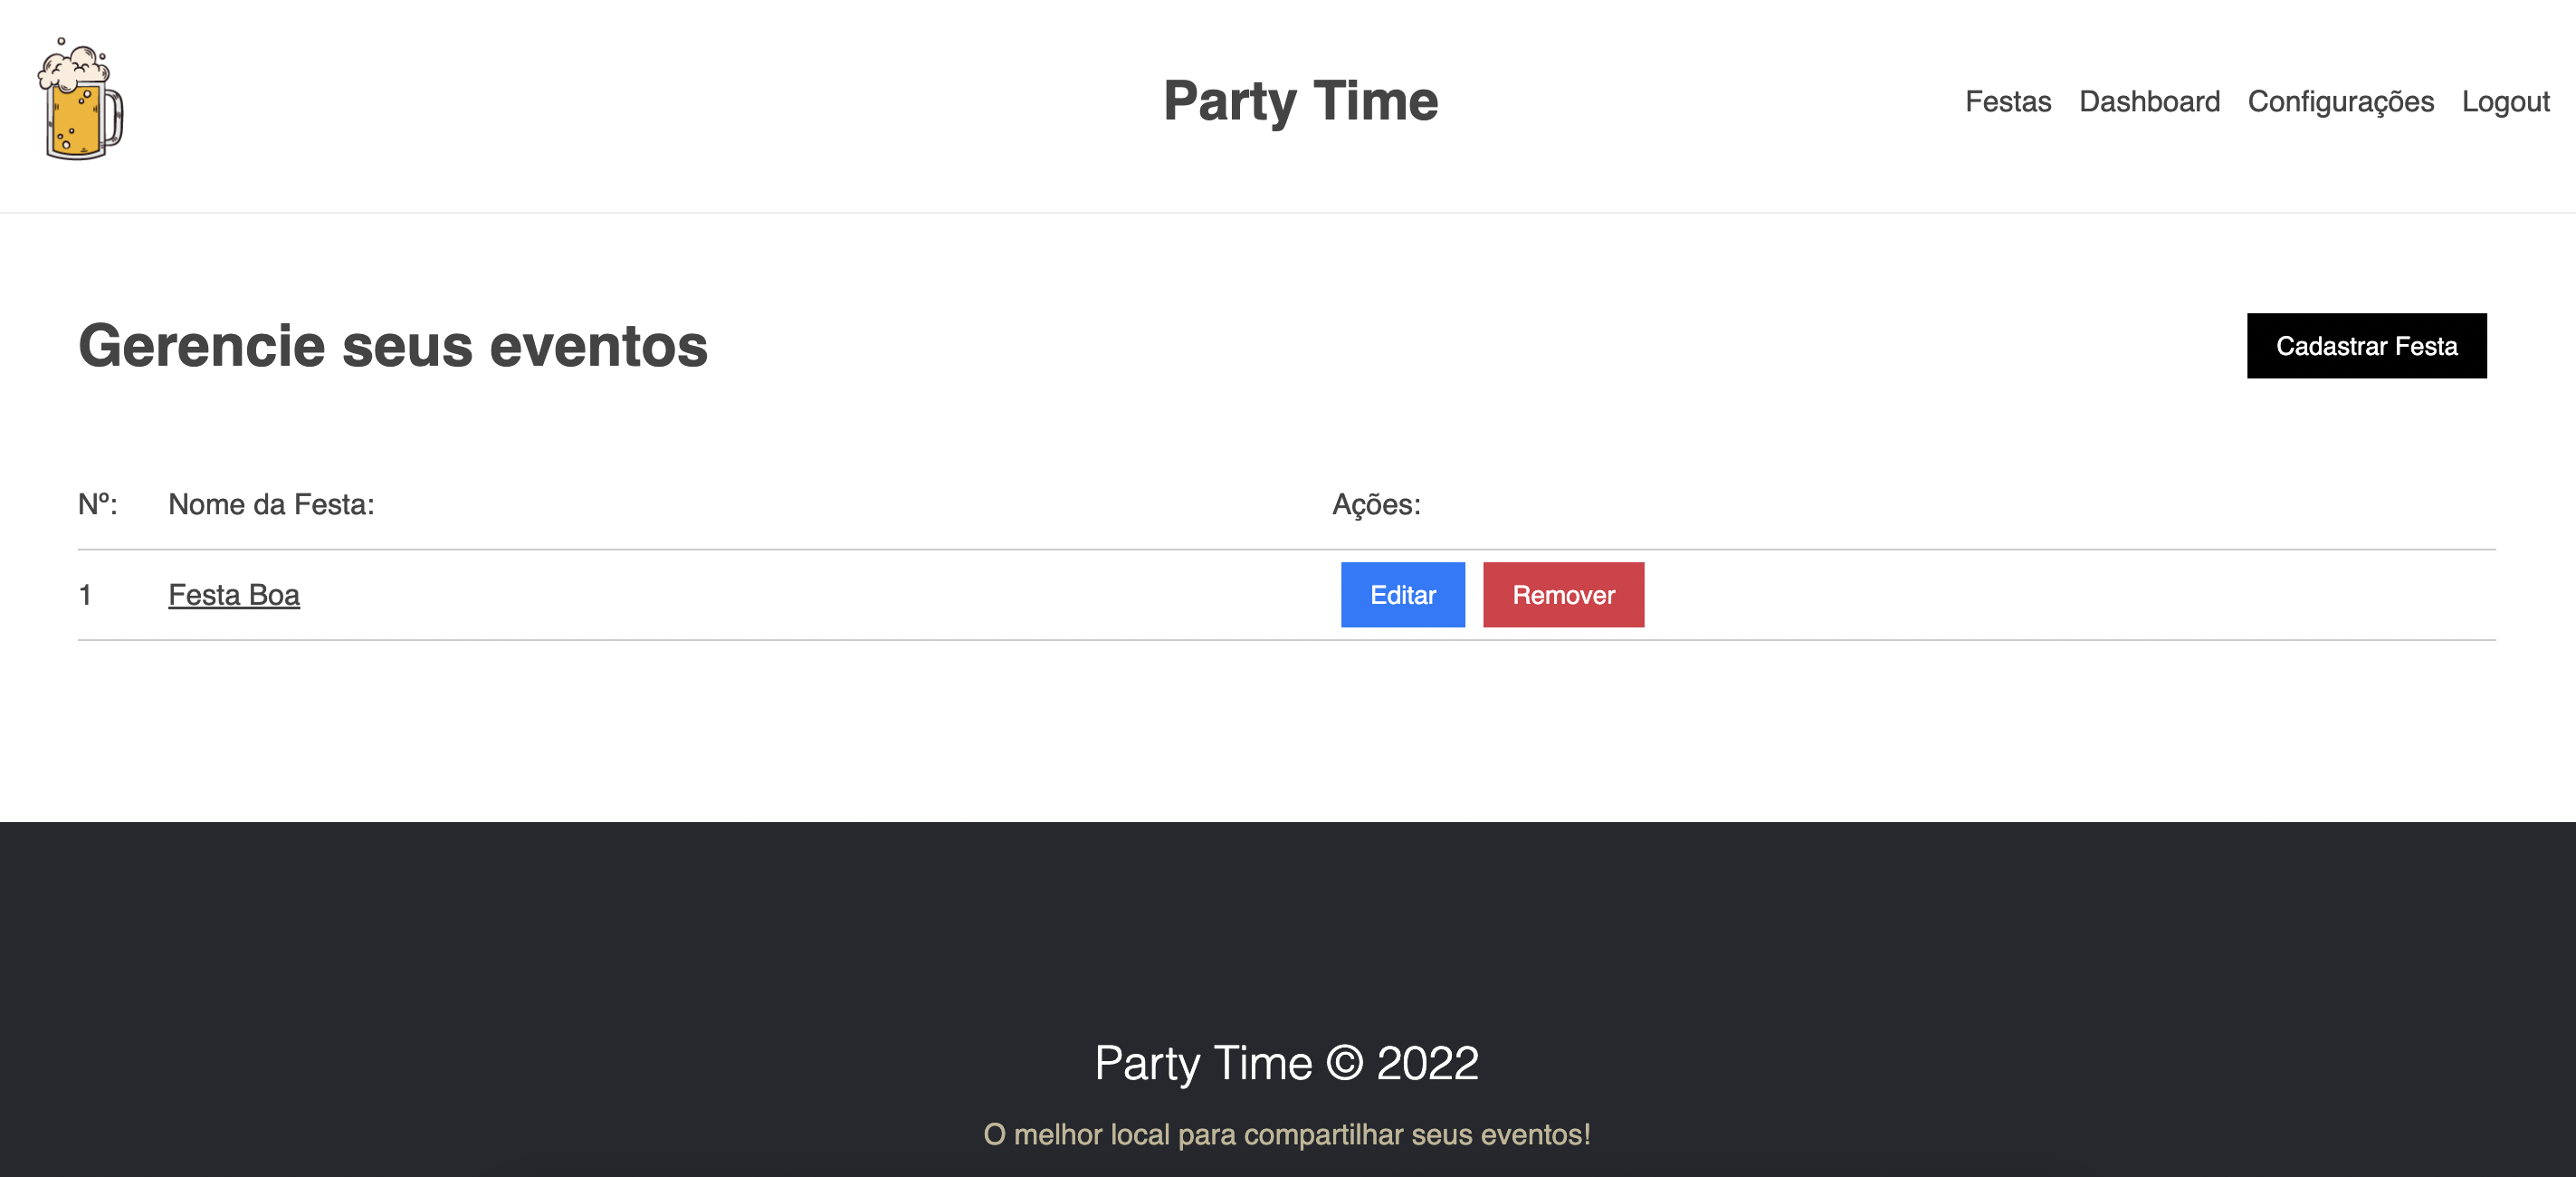 Party Time
Festas Dashboard Configurações Logout
Gerencie seus eventos
Cadastrar Festa
Nº: Nome da Festa: Ações:
1 Festa Boa Editar Remover
Party Time © 2022
O melhor local para compartilhar seus eventos!